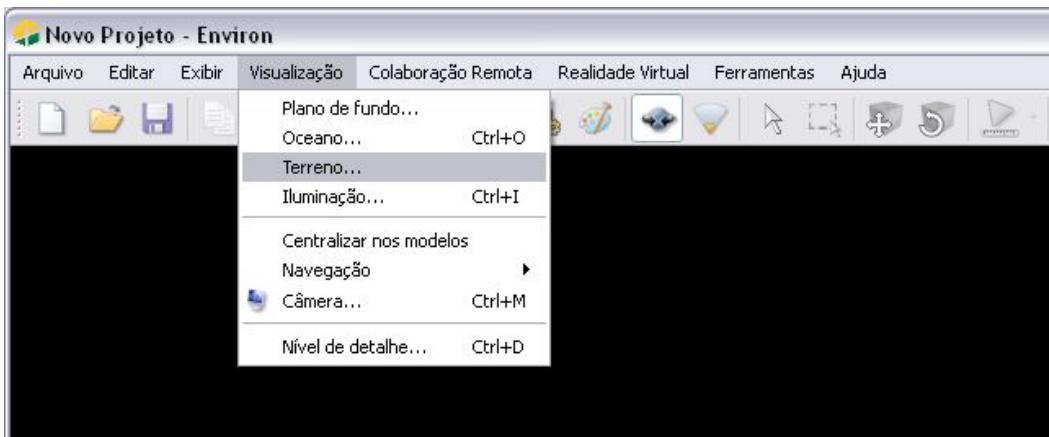 Novo Projeto - Environ
Arquivo Editar Exibir Visualização Colaboração Remota Realidade Virtual Ferramentas Ajuda
Plano de fundo...
Oceano... Ctrl+O
Terreno...
Iluminação... Ctrl+I
Centralizar nos modelos
Navegação
Câmera... Ctrl+M
Nível de detalhe... Ctrl+D